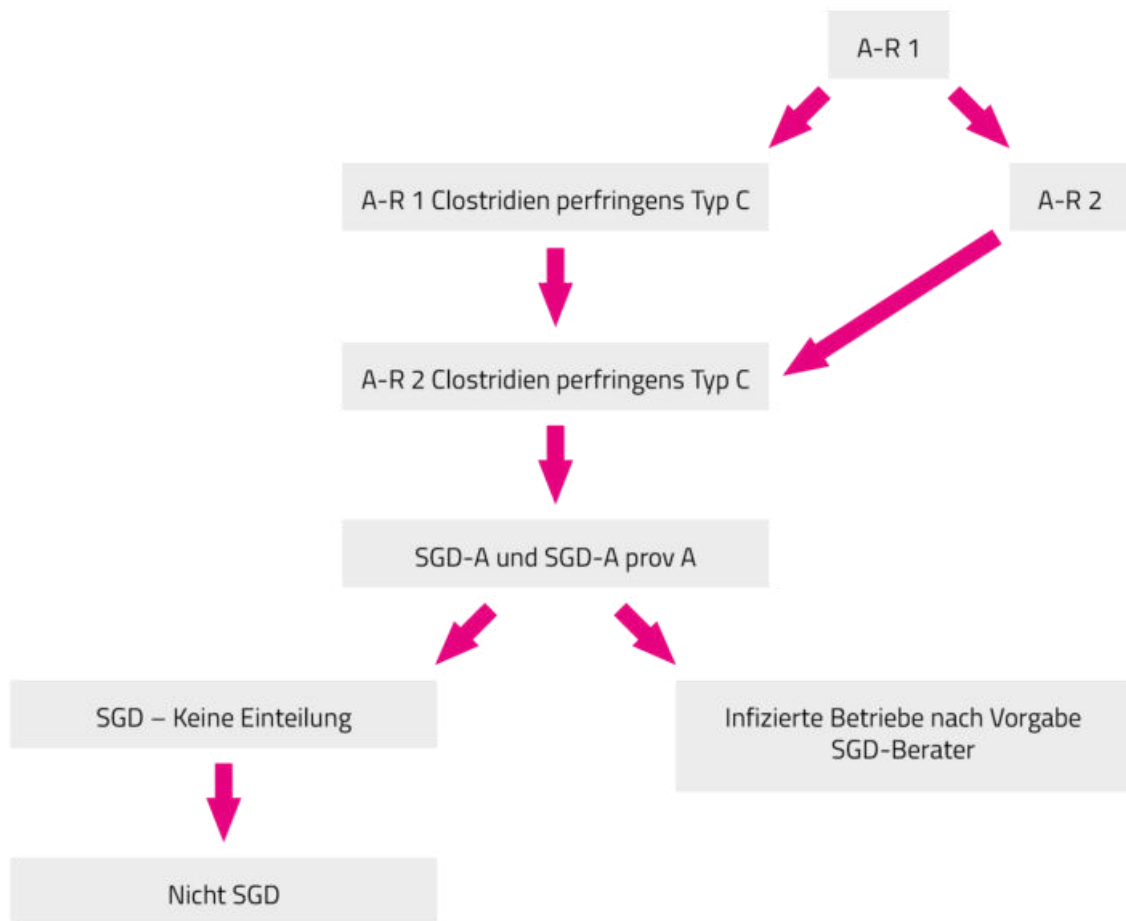 A-R 1
A-R 1 Clostridien perfringens Typ C
A-R 2
A-R 2 Clostridien perfringens Typ C
SGD-A und SGD-A prov A
SGD – Keine Einteilung
Infizierte Betriebe nach Vorgabe
SGD-Berater
Nicht SGD